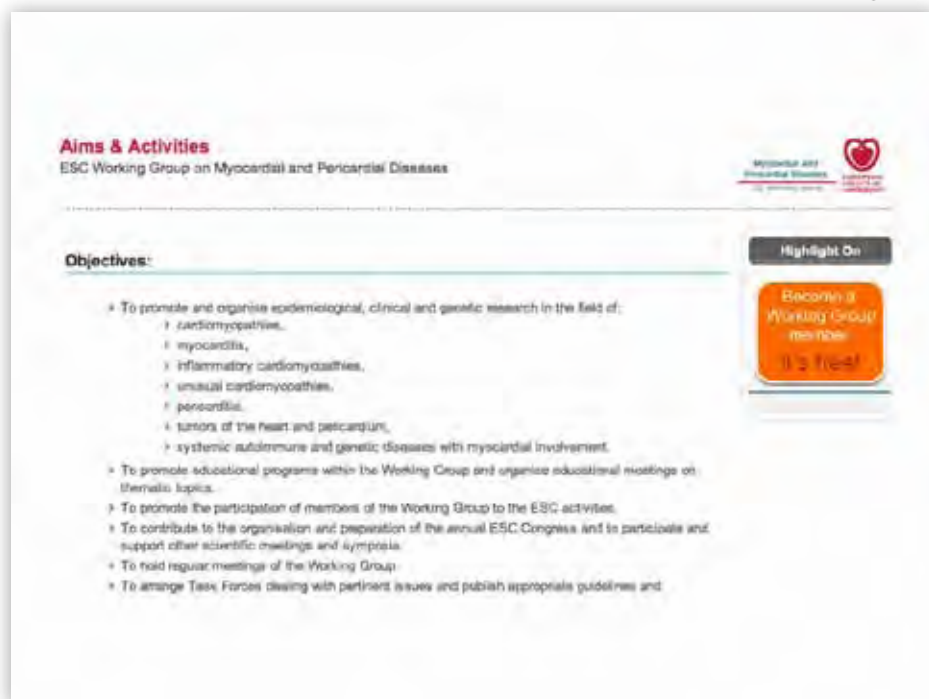 Aims & Activities
ESC Working Group on Myocardial and Pericardial Diseases
Myocardial and
Pericardial Diseases
EUROPEAN
SOCIETY OF
CARDIOLOGY
Objectives:
Highlight On
Become a
Working Group
member
It's free!
› To promote and organise epidemiological, clinical and genetic research in the field of:
› cardiomyopathies,
› myocarditis,
› inflammatory cardiomyopathies,
› unusual cardiomyopathies,
› pericarditis,
› tumors of the heart and pericardium,
› systemic autoimmune and genetic diseases with myocardial involvement.
› To promote educational programs within the Working Group and organise educational meetings on
thematic topics.
› To promote the participation of members of the Working Group to the ESC activities.
› To contribute to the organisation and preparation of the annual ESC Congress and to participate and
support other scientific meetings and symposia.
› To hold regular meetings of the Working Group
› To arrange Task Forces dealing with pertinent issues and publish appropriate guidelines and